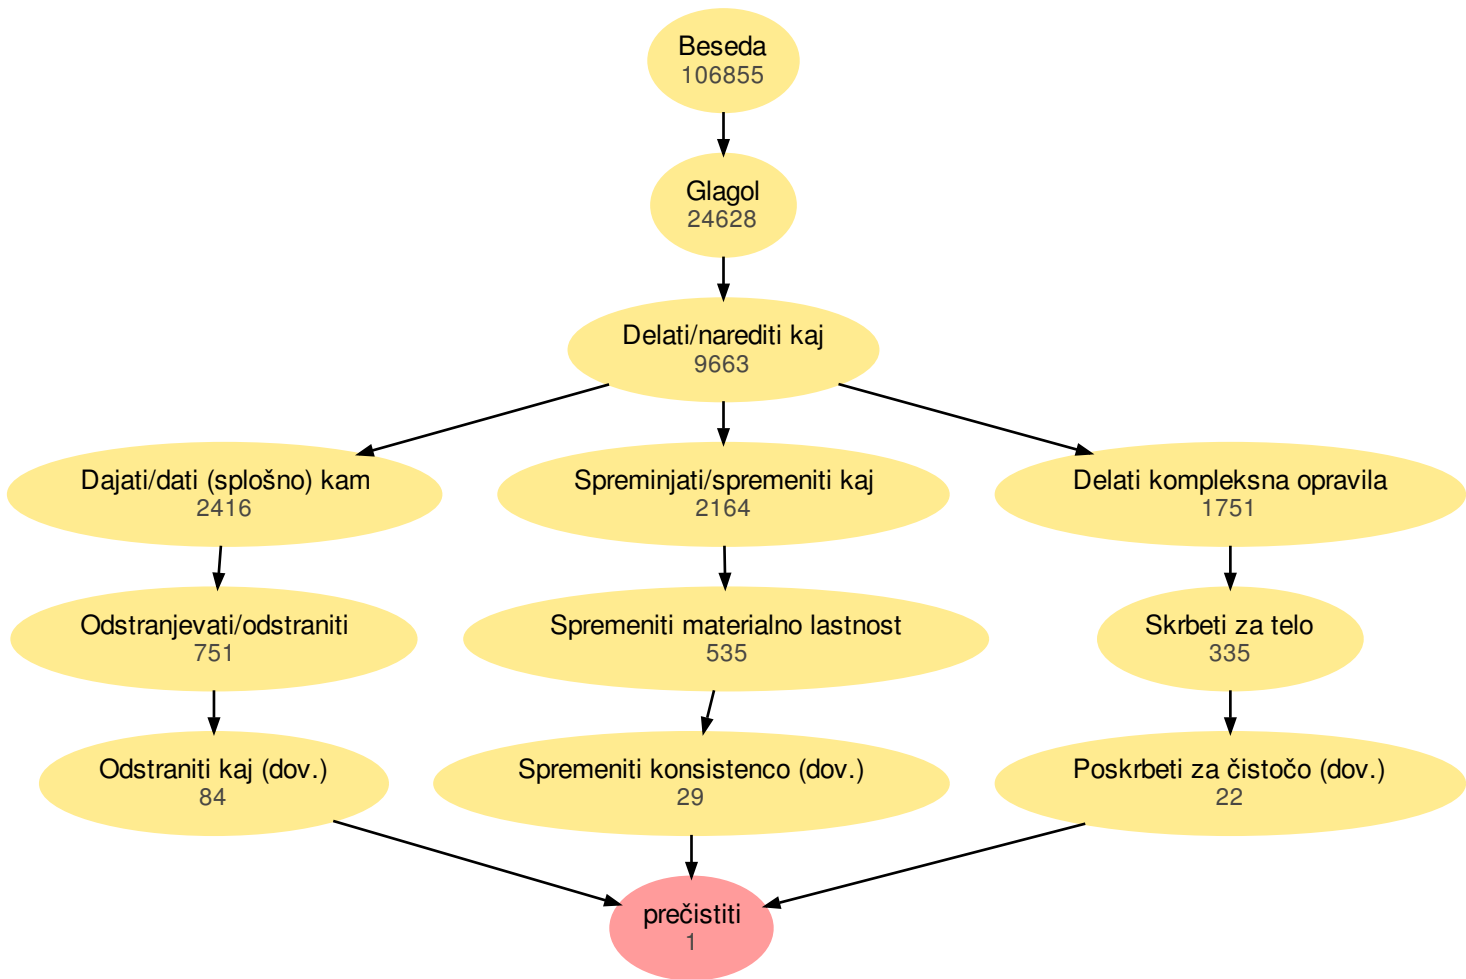 Beseda
106855
Glagol
24628
Delati/narediti kaj
9663
Dajati/dati (splošno) kam
2416
Spreminjati/spremeniti kaj
2164
Delati kompleksna opravila
1751
Odstranjevati/odstraniti
751
Spremeniti materialno lastnost
535
Skrbeti za telo
335
Odstraniti kaj (dov.)
84
Spremeniti konsistenco (dov.)
29
Poskrbeti za čistočo (dov.)
22
prečistiti
1